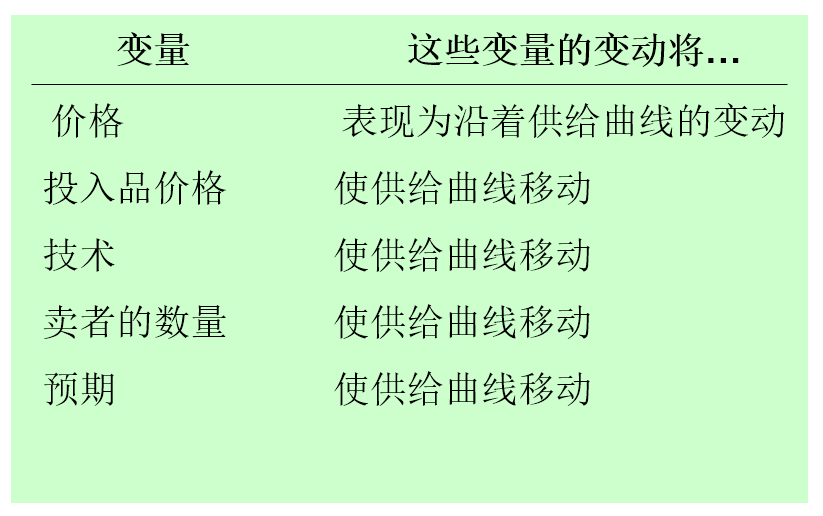 变量 这些变量的变动将...
价格 表现为沿着供给曲线的变动
投入品价格 使供给曲线移动
技术 使供给曲线移动
卖者的数量 使供给曲线移动
预期 使供给曲线移动